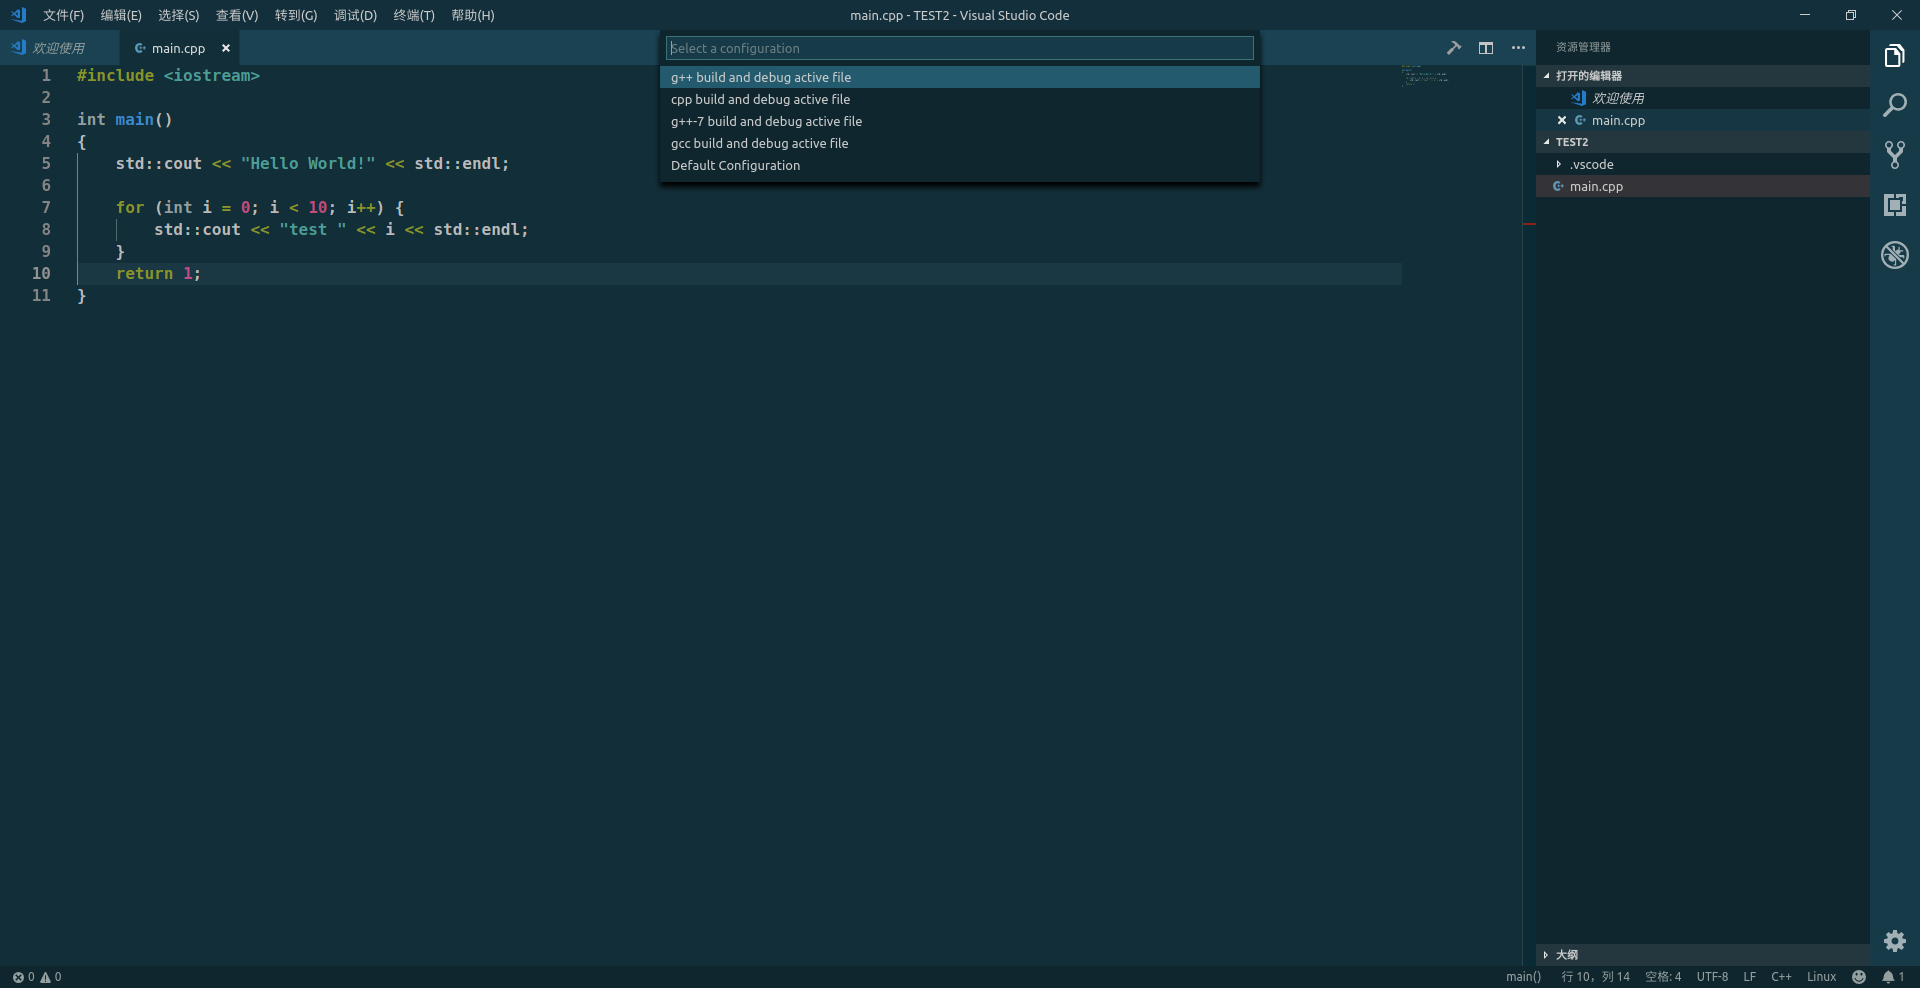 文件(F) 编辑(E) 选择(S) 查看(V) 转到(G) 调试(D) 终端(T) 帮助(H) main.cpp - TEST2 - Visual Studio Code
欢迎使用 main.cpp
Select a configuration
g++ build and debug active file
cpp build and debug active file
g++-7 build and debug active file
gcc build and debug active file
Default Configuration
1 #include <iostream>
2
3 int main()
4 {
5 std::cout << "Hello World!" << std::endl;
6
7 for (int i = 0; i < 10; i++) {
8 std::cout << "test " << i << std::endl;
9 }
10 return 1;
11 }
资源管理器
打开的编辑器
欢迎使用
main.cpp
TEST2
.vscode
main.cpp
大纲
0 0 main() 行 10，列 14 空格: 4 UTF-8 LF C++ Linux 1